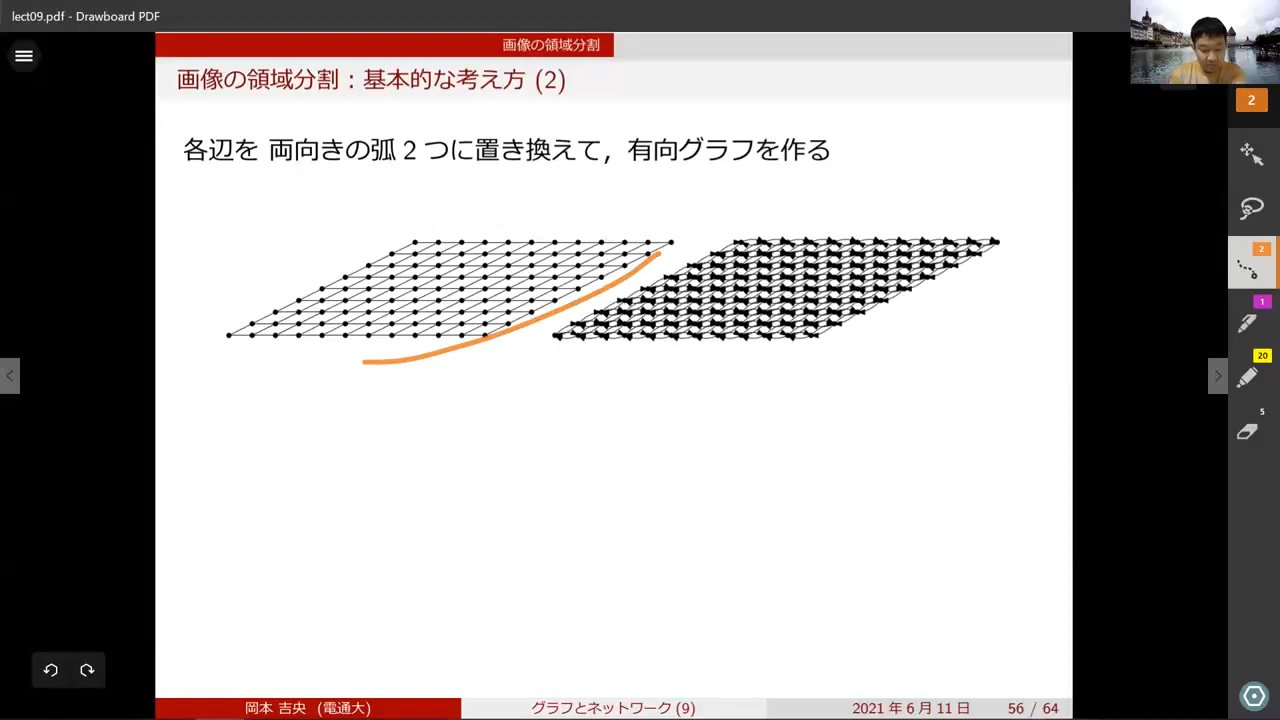 lect09.pdf - Drawboard PDF
画像の領域分割
画像の領域分割：基本的な考え方 (2)
各辺を 両向きの弧 2 つに置き換えて，有向グラフを作る
2
2
1
20
5
岡本 吉央 (電通大)
グラフとネットワーク (9)
2021 年 6 月 11 日
56 / 64